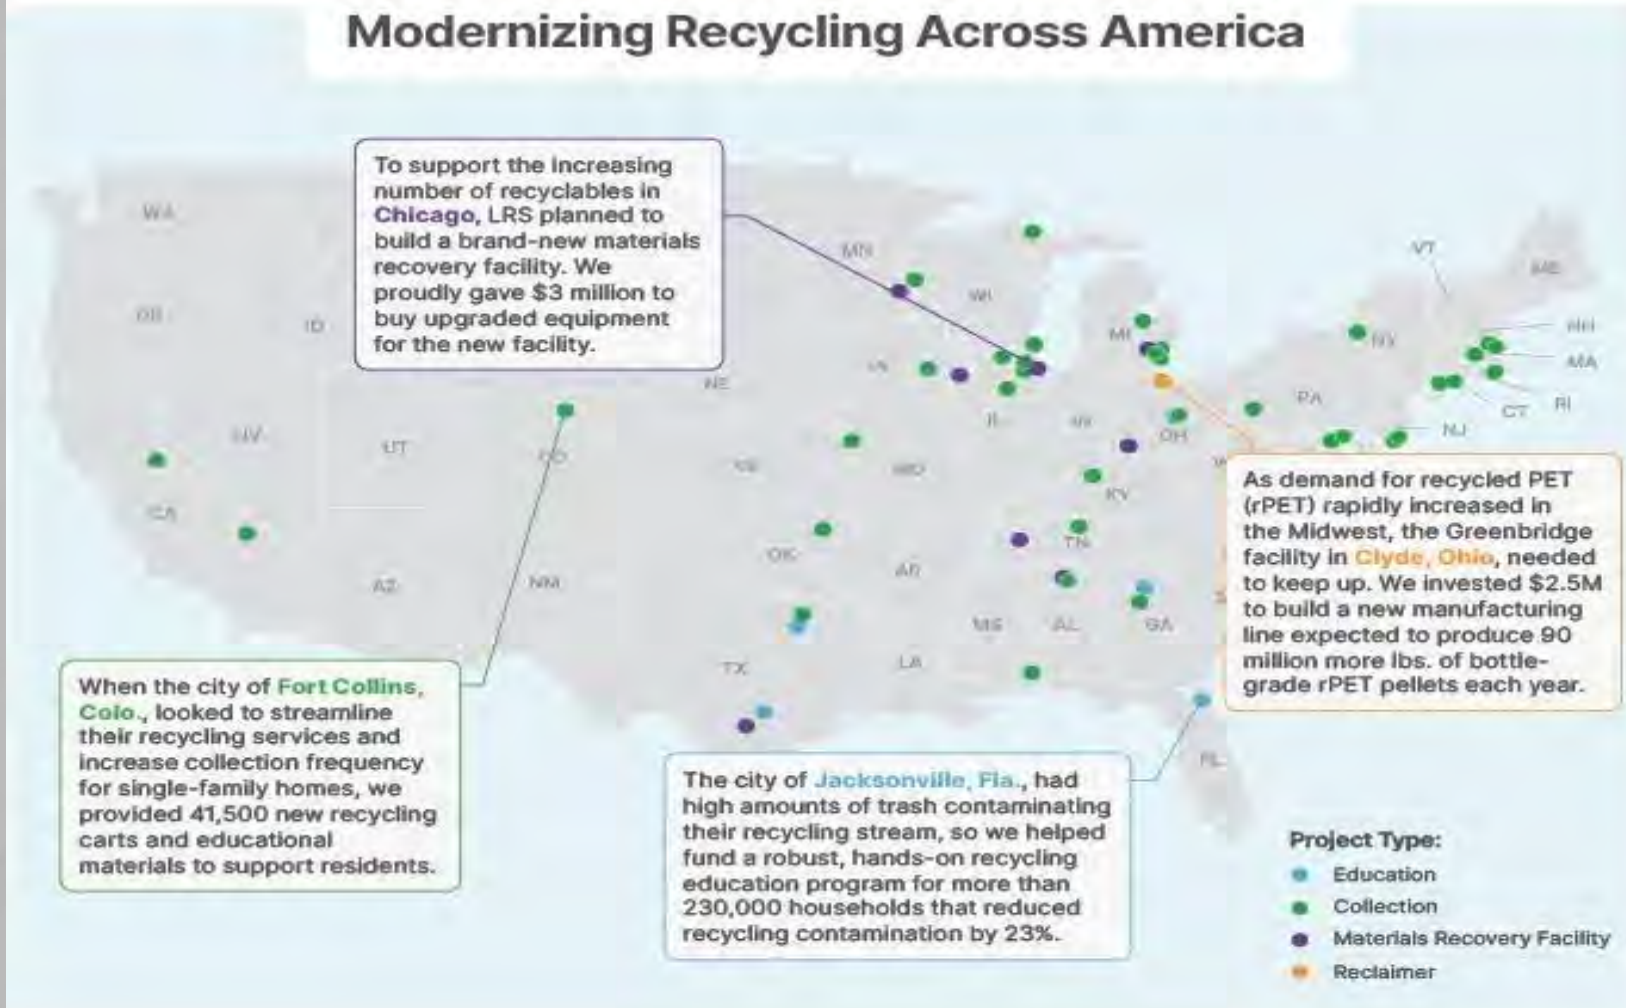 Modernizing Recycling Across America
To support the increasing
number of recyclables in
Chicago, LRS planned to
build a brand-new materials
recovery facility. We
proudly gave $3 million to
buy upgraded equipment
for the new facility.
WA
MN
VT
ME
OR
ID
WI
MI
NY
NH
MA
NE
IL
PA
CT
RI
NV
UT
CO
MO
OH
NJ
CA
KY
As demand for recycled PET
(rPET) rapidly increased in
the Midwest, the Greenbridge
facility in Clyde, Ohio, needed
to keep up. We invested $2.5M
to build a new manufacturing
line expected to produce 90
million more lbs. of bottle-
grade rPET pellets each year.
AZ
NM
OK
AR
TN
MS
AL
GA
TX
LA
When the city of Fort Collins,
Colo., looked to streamline
their recycling services and
increase collection frequency
for single-family homes, we
provided 41,500 new recycling
carts and educational
materials to support residents.
The city of Jacksonville, Fla., had
high amounts of trash contaminating
their recycling stream, so we helped
fund a robust, hands-on recycling
education program for more than
230,000 households that reduced
recycling contamination by 23%.
FL
Project Type:
Education
Collection
Materials Recovery Facility
Reclaimer